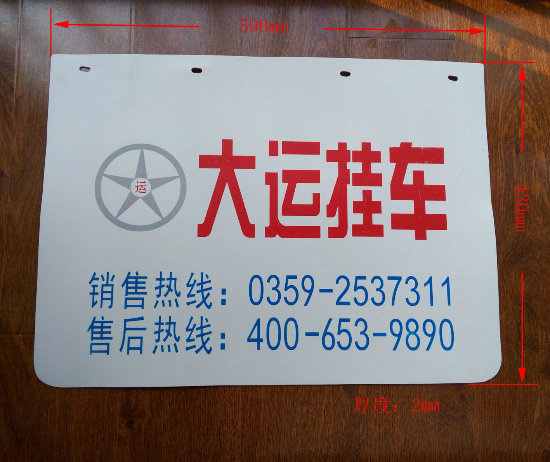 590mm
运
大运挂车
销售热线：0359-2537311
售后热线：400-653-9890
厚度：2mm